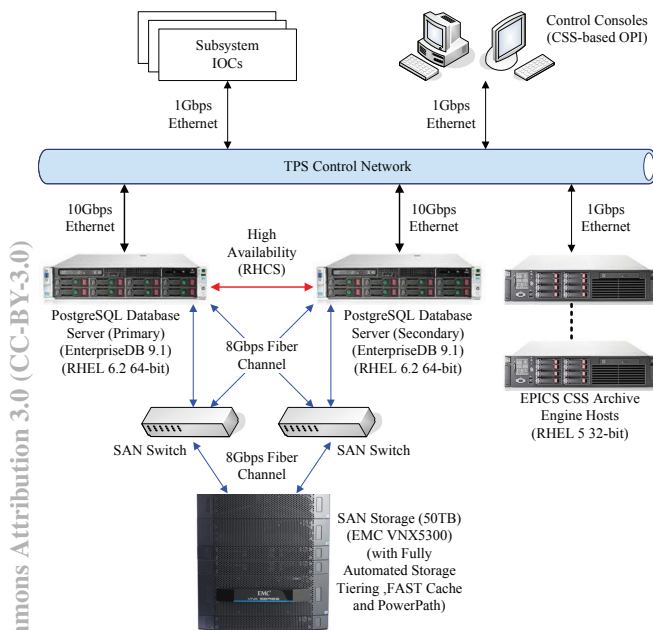 Subsystem
IOCs
Control Consoles
(CSS-based OPI)
1Gbps
Ethernet
1Gbps
Ethernet
TPS Control Network
10Gbps
Ethernet
High
Availability
(RHCS)
10Gbps
Ethernet
1Gbps
Ethernet
PostgreSQL Database
Server (Primary)
(EnterpriseDB 9.1)
(RHEL 6.2 64-bit)
8Gbps Fiber
Channel
PostgreSQL Database
Server (Secondary)
(EnterpriseDB 9.1)
(RHEL 6.2 64-bit)
EPICS CSS Archive
Engine Hosts
(RHEL 5 32-bit)
SAN Switch
8Gbps Fiber
Channel
SAN Switch
SAN Storage (50TB)
(EMC VNX5300)
(with Fully
Automated Storage
Tiering ,FAST Cache
and PowerPath)
EMC
VNX SERIES
mons Attribution 3.0 (CC-BY-3.0)